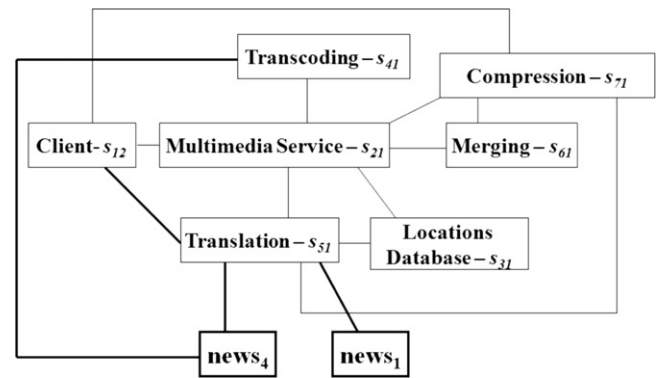 Transcoding – s41
Compression – s71
Client- s12
Multimedia Service – s21
Merging – s61
Translation – s51
Locations
Database – s31
news4
news1